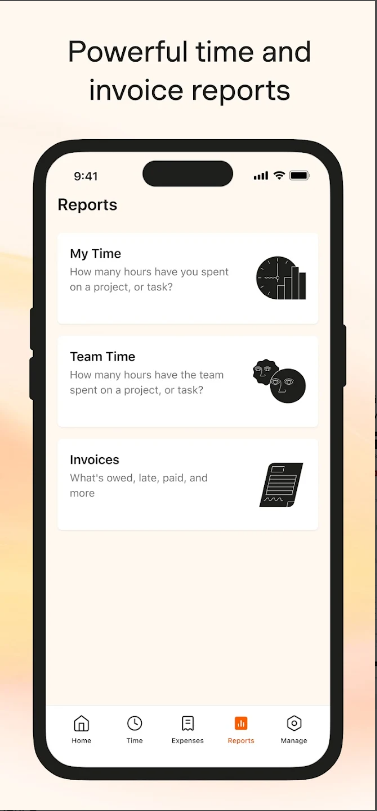 Powerful time and
invoice reports
9:41
Reports
My Time
How many hours have you spent
on a project, or task?
Team Time
How many hours have the team
spent on a project, or task?
Invoices
What's owed, late, paid, and
more
Home
Time
Expenses
Reports
Manage